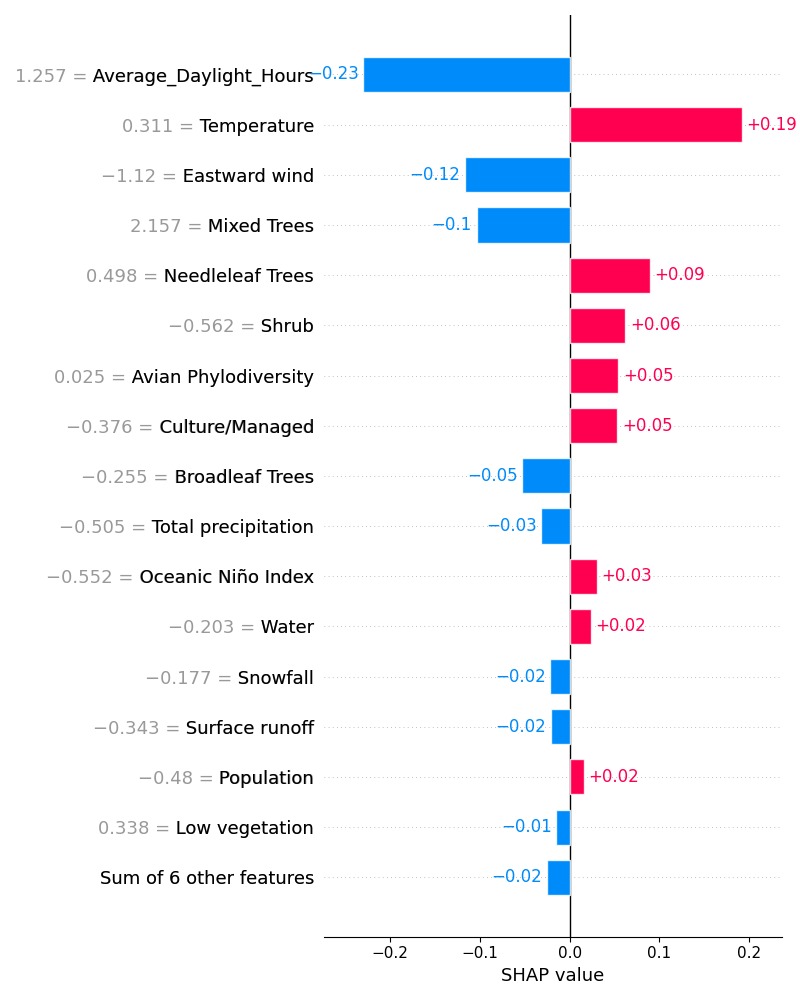 1.257 = Average_Daylight_Hours −0.23
0.311 = Temperature +0.19
−1.12 = Eastward wind −0.12
2.157 = Mixed Trees −0.1
0.498 = Needleleaf Trees +0.09
−0.562 = Shrub +0.06
0.025 = Avian Phylodiversity +0.05
−0.376 = Culture/Managed +0.05
−0.255 = Broadleaf Trees −0.05
−0.505 = Total precipitation −0.03
−0.552 = Oceanic Niño Index +0.03
−0.203 = Water +0.02
−0.177 = Snowfall −0.02
−0.343 = Surface runoff −0.02
−0.48 = Population +0.02
0.338 = Low vegetation −0.01
Sum of 6 other features −0.02
−0.2 −0.1 0.0 0.1 0.2
SHAP value